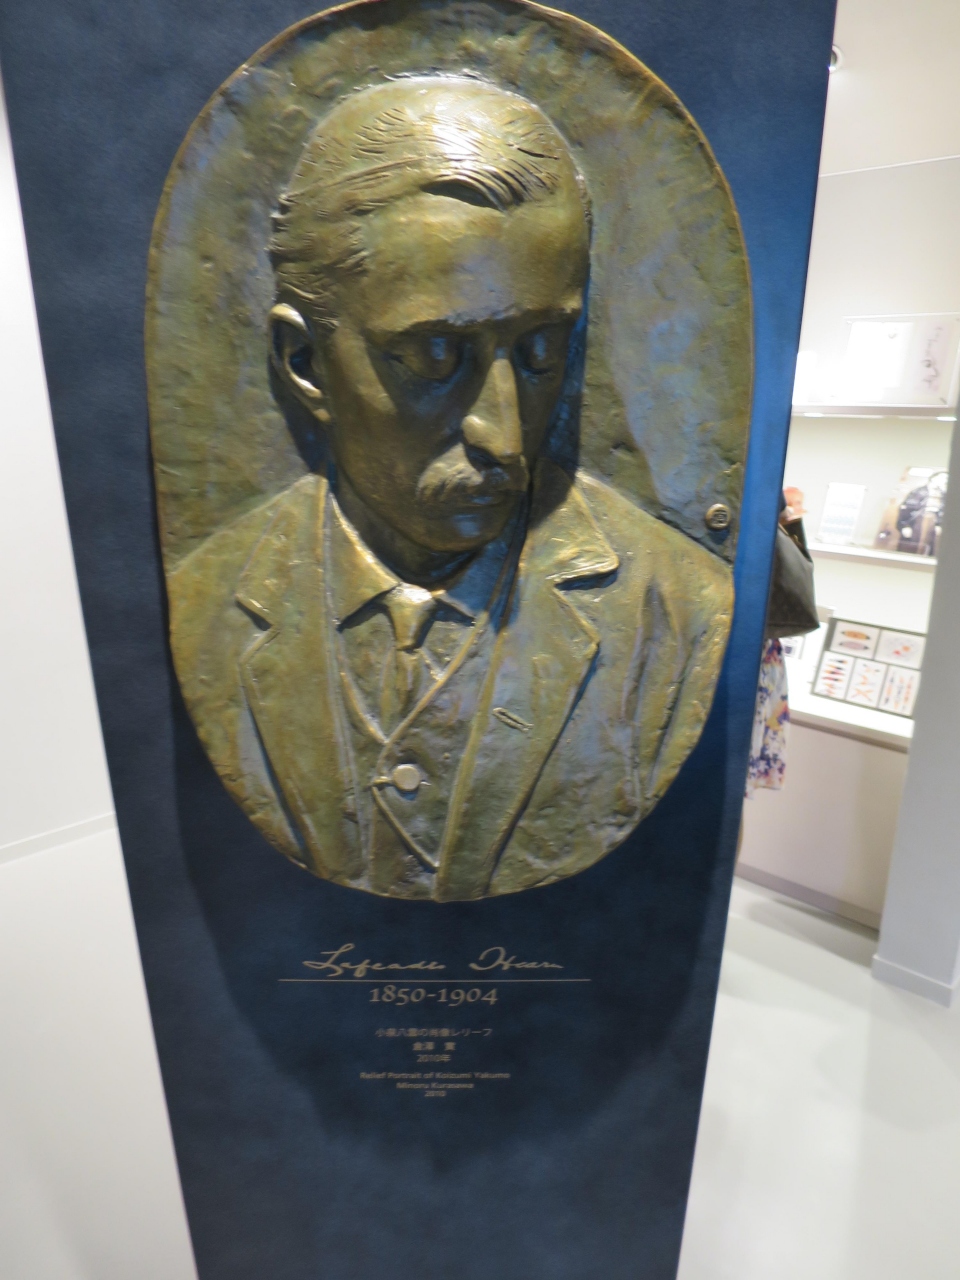 Lafcadio Hearn
1850-1904
小泉八雲の肖像レリーフ
倉澤 實
2010年
Relief Portrait of Koizumi Yakumo
Minoru Kurasawa
2010